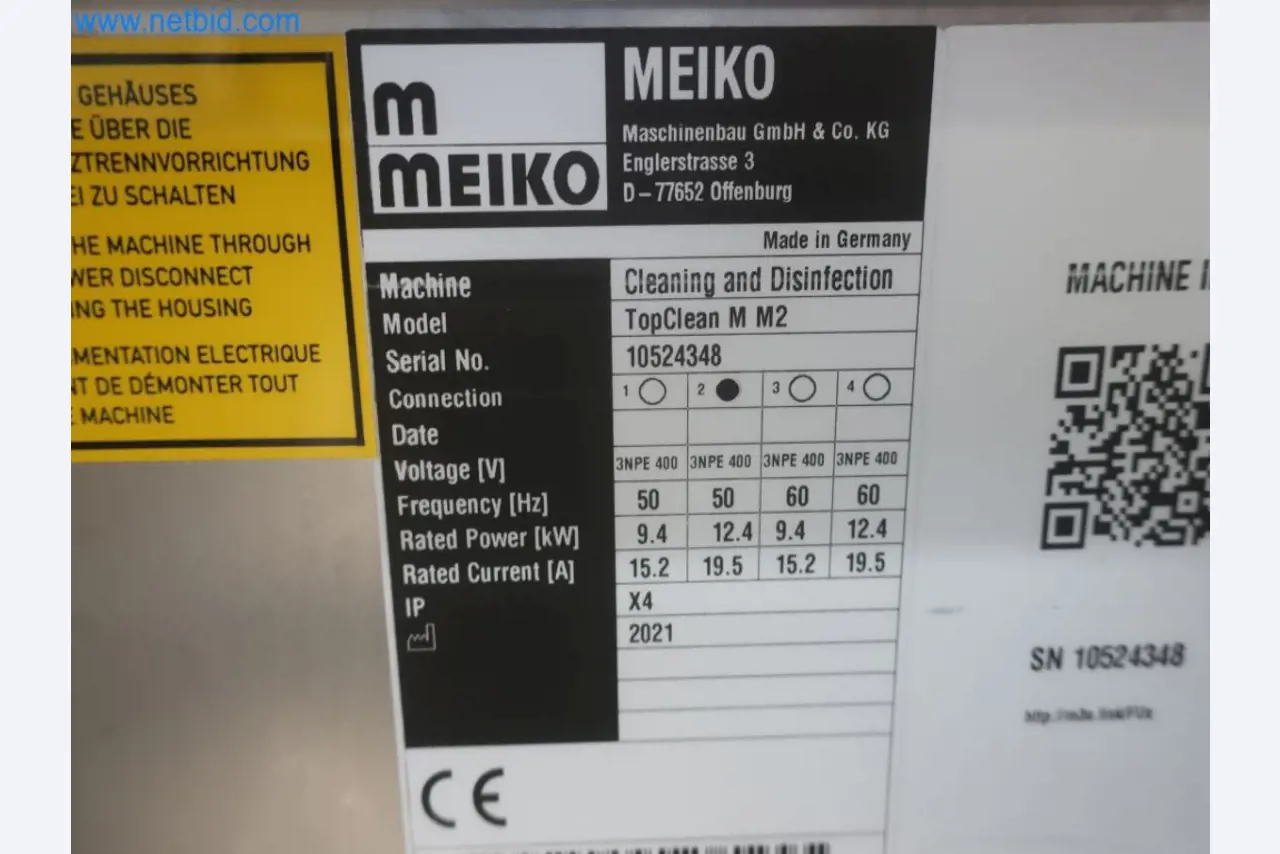 www.netbid.com
GEHÄUSES
E ÜBER DIE
ZTRENNVORRICHTUNG
EI ZU SCHALTEN
HE MACHINE THROUGH
WER DISCONNECT
ING THE HOUSING
MENTATION ELECTRIQUE
NT DE DÉMONTER TOUT
E MACHINE
m
MEIKO
MEIKO
Maschinenbau GmbH & Co. KG
Englerstrasse 3
D – 77652 Offenburg
Made in Germany
Machine Cleaning and Disinfection
Model TopClean M M2
Serial No. 10524348
Connection 1 2 3 4
Date
Voltage [V] 3NPE 400 3NPE 400 3NPE 400 3NPE 400
Frequency [Hz] 50 50 60 60
Rated Power [kW] 9.4 12.4 9.4 12.4
Rated Current [A] 15.2 19.5 15.2 19.5
IP X4
2021
CE
MACHINE
SN 10524348